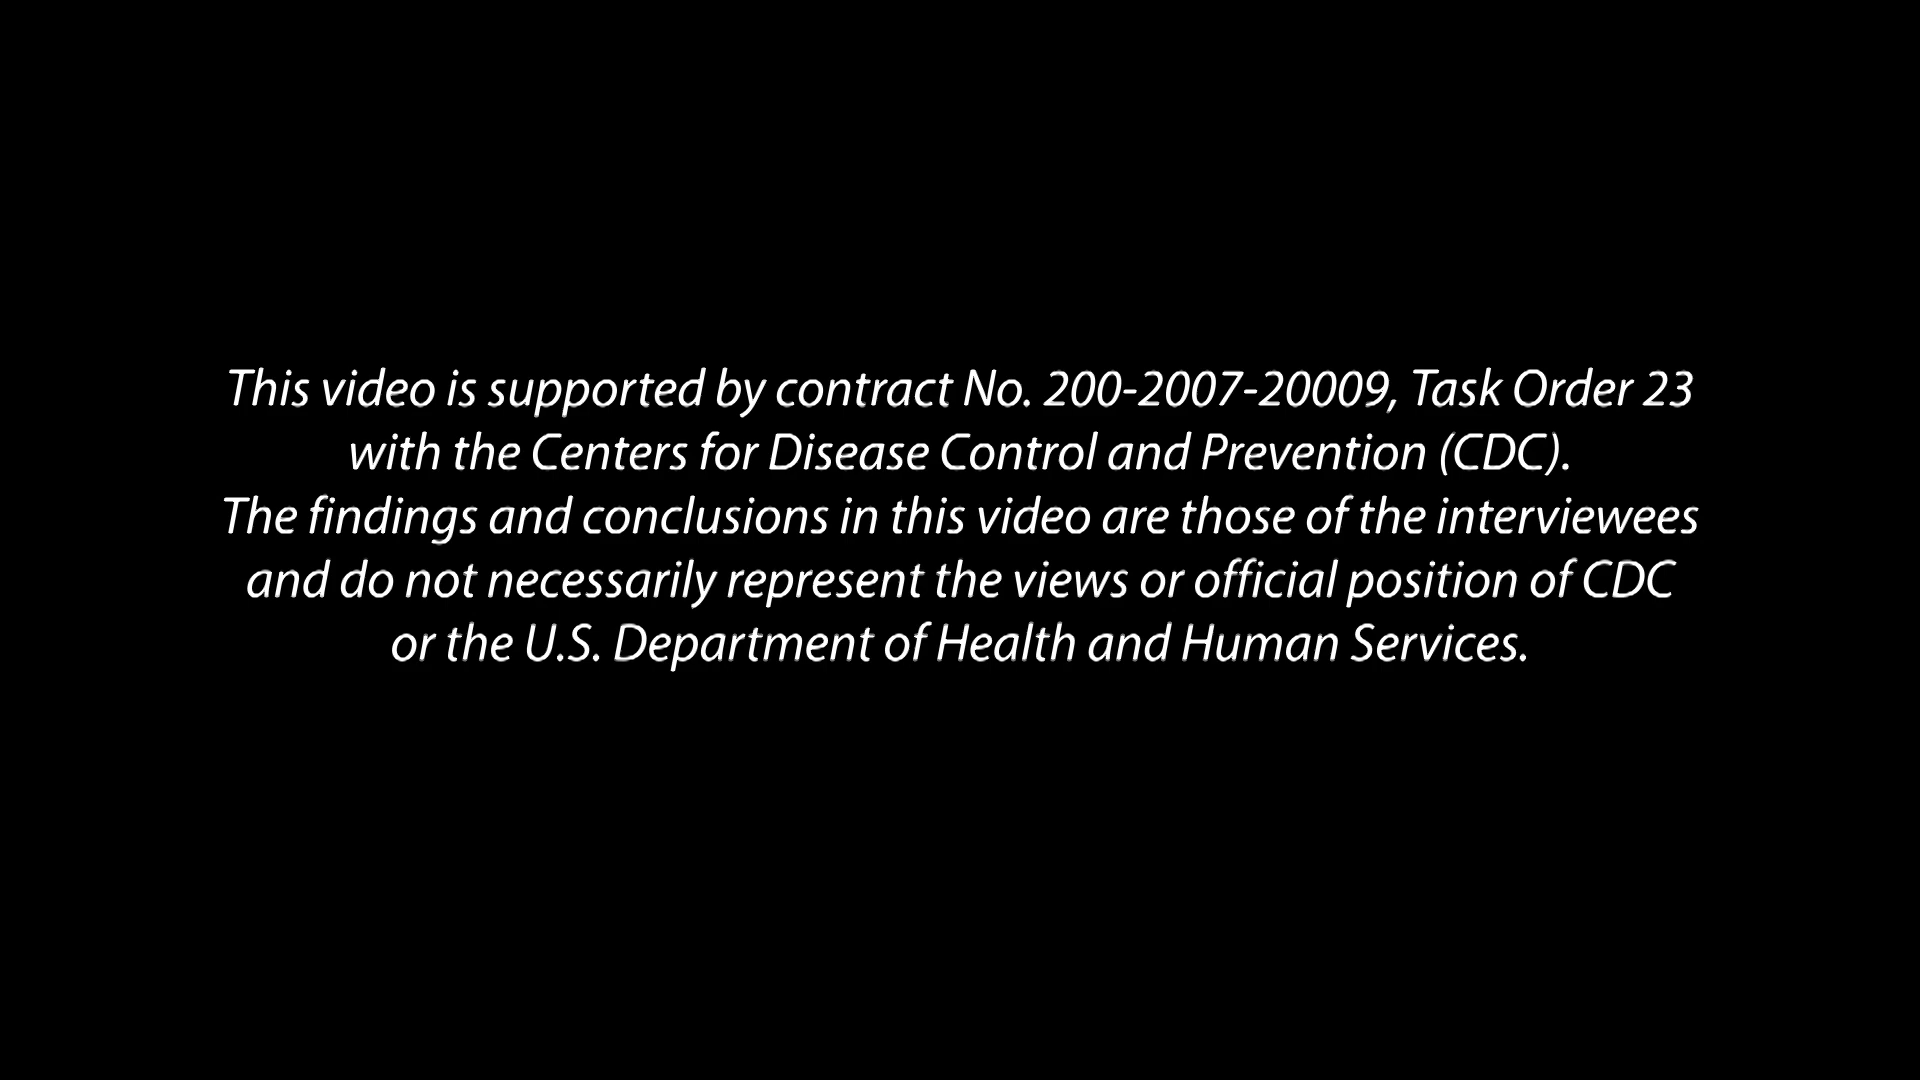 This video is supported by contract No. 200-2007-20009, Task Order 23
with the Centers for Disease Control and Prevention (CDC).
The findings and conclusions in this video are those of the interviewees
and do not necessarily represent the views or official position of CDC
or the U.S. Department of Health and Human Services.